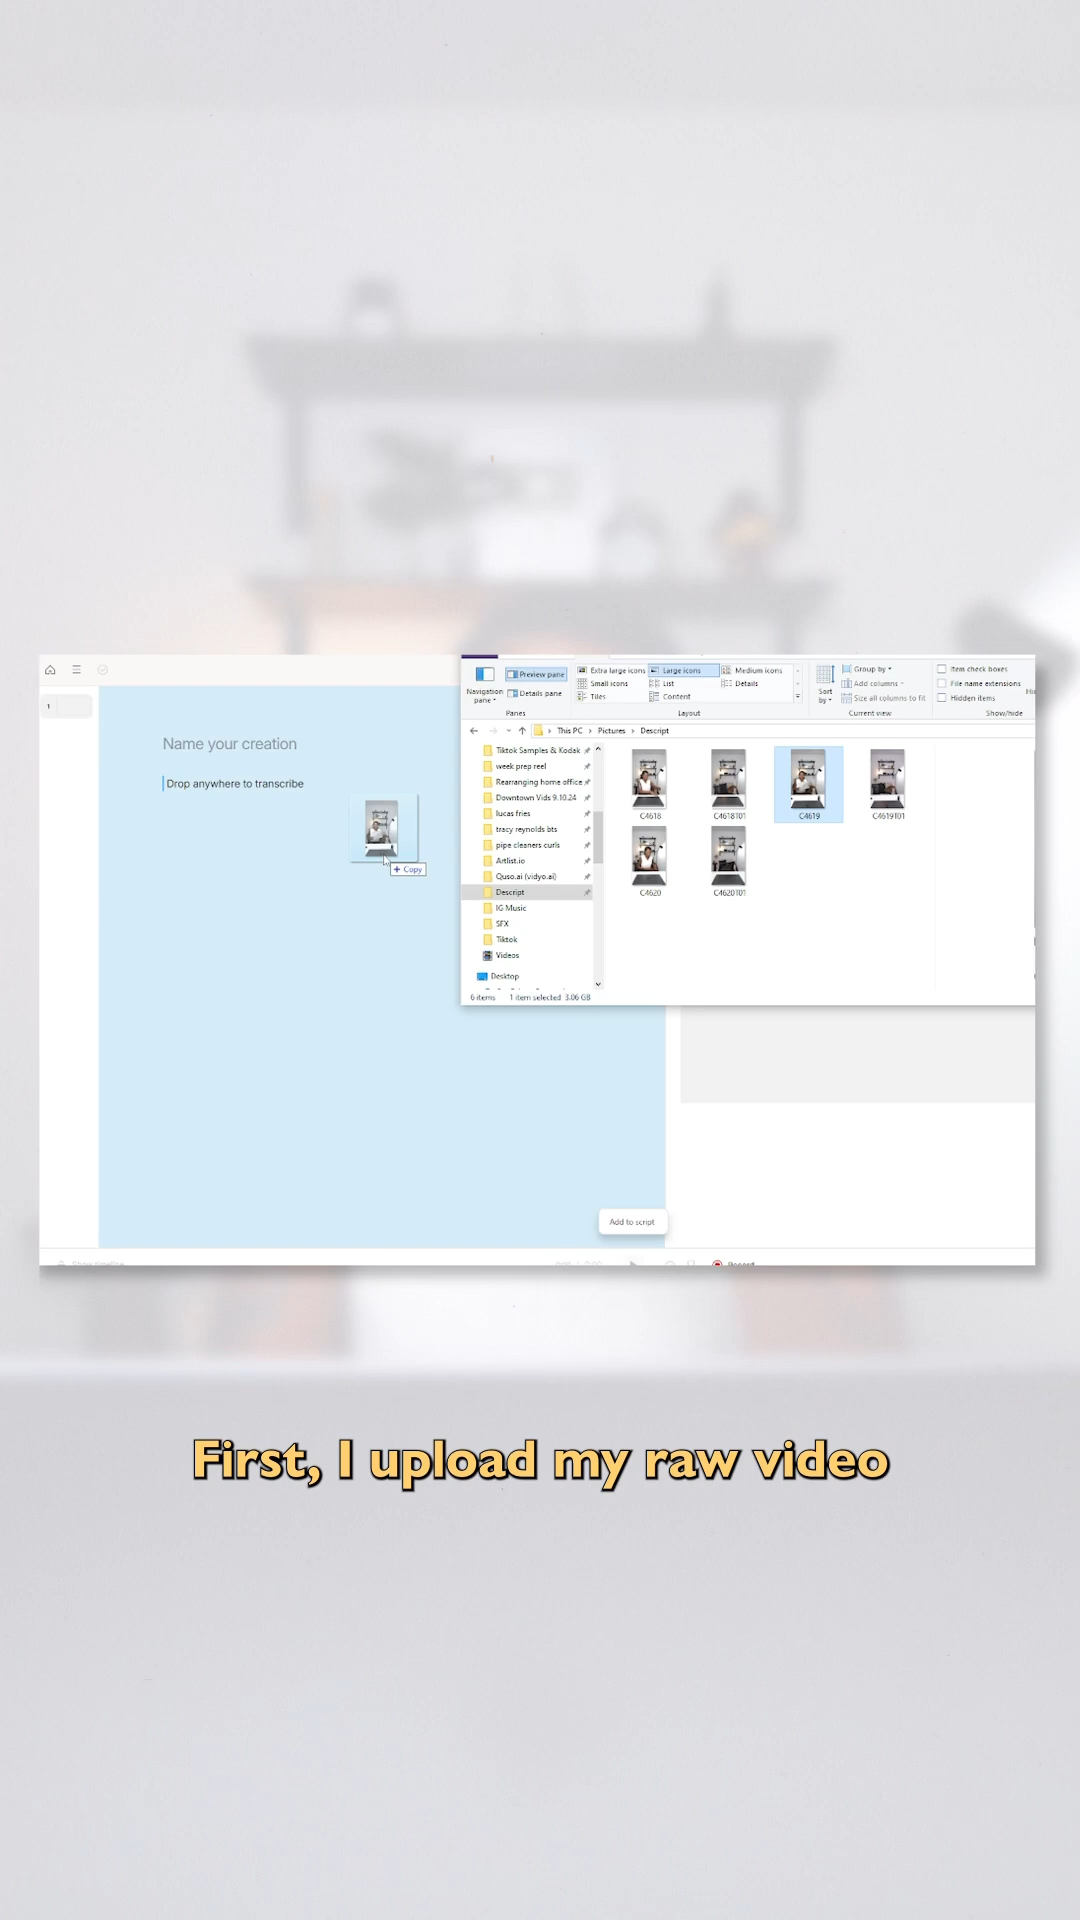 1
Name your creation
Drop anywhere to transcribe
+ Copy
Add to script
Record
Navigation pane
Preview pane
Details pane
Panes
Extra large icons
Large icons
Medium icons
Small icons
List
Details
Tiles
Content
Layout
Sort by
Group by
Add columns
Size all columns to fit
Current view
Item check boxes
File name extensions
Hidden items
Show/hide
This PC > Pictures > Descript
Tiktok Samples & Kodak
week prep reel
Rearranging home office
Downtown Vids 9.10.24
lucas fries
tracy reynolds bts
pipe cleaners curls
Artlist.io
Quso.ai (vidyo.ai)
Descript
IG Music
SFX
Tiktok
Videos
Desktop
C4618
C4618T01
C4619
C4619T01
C4620
C4620T01
6 items
1 item selected 3.06 GB
First, I upload my raw video